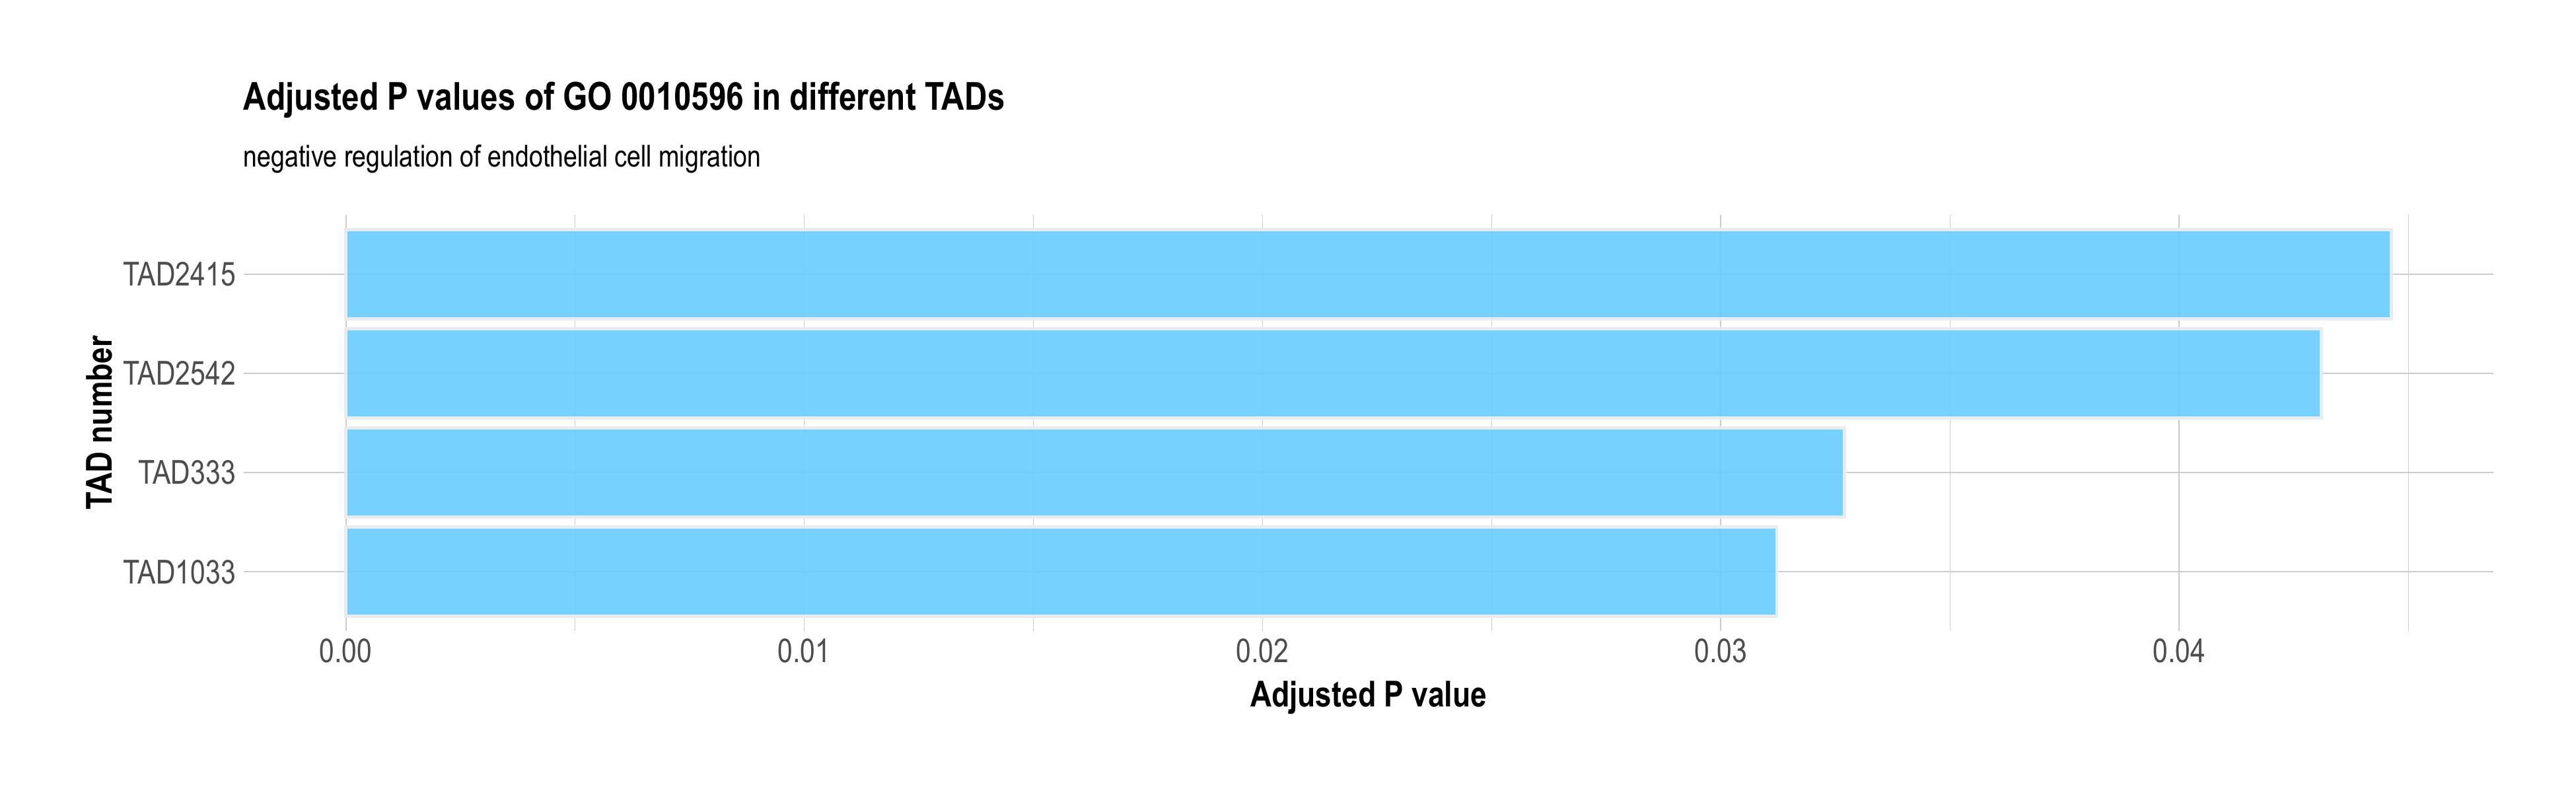 Adjusted P values of GO 0010596 in different TADs
negative regulation of endothelial cell migration
TAD number
TAD2415
TAD2542
TAD333
TAD1033
0.00 0.01 0.02 0.03 0.04
Adjusted P value